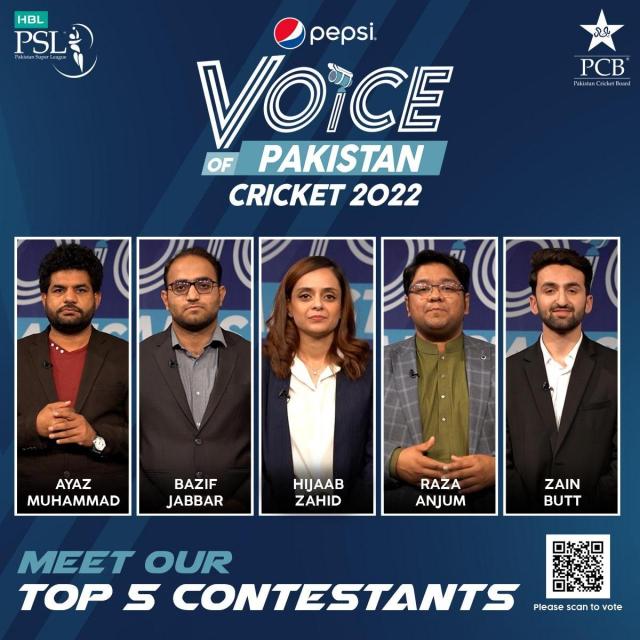 HBL
PSL
Pakistan Super League
pepsi
PCB
Pakistan Cricket Board
VOICE
OF PAKISTAN
CRICKET 2022
AYAZ
MUHAMMAD
BAZIF
JABBAR
HIJAAB
ZAHID
RAZA
ANJUM
ZAIN
BUTT
MEET OUR
TOP 5 CONTESTANTS
Please scan to vote